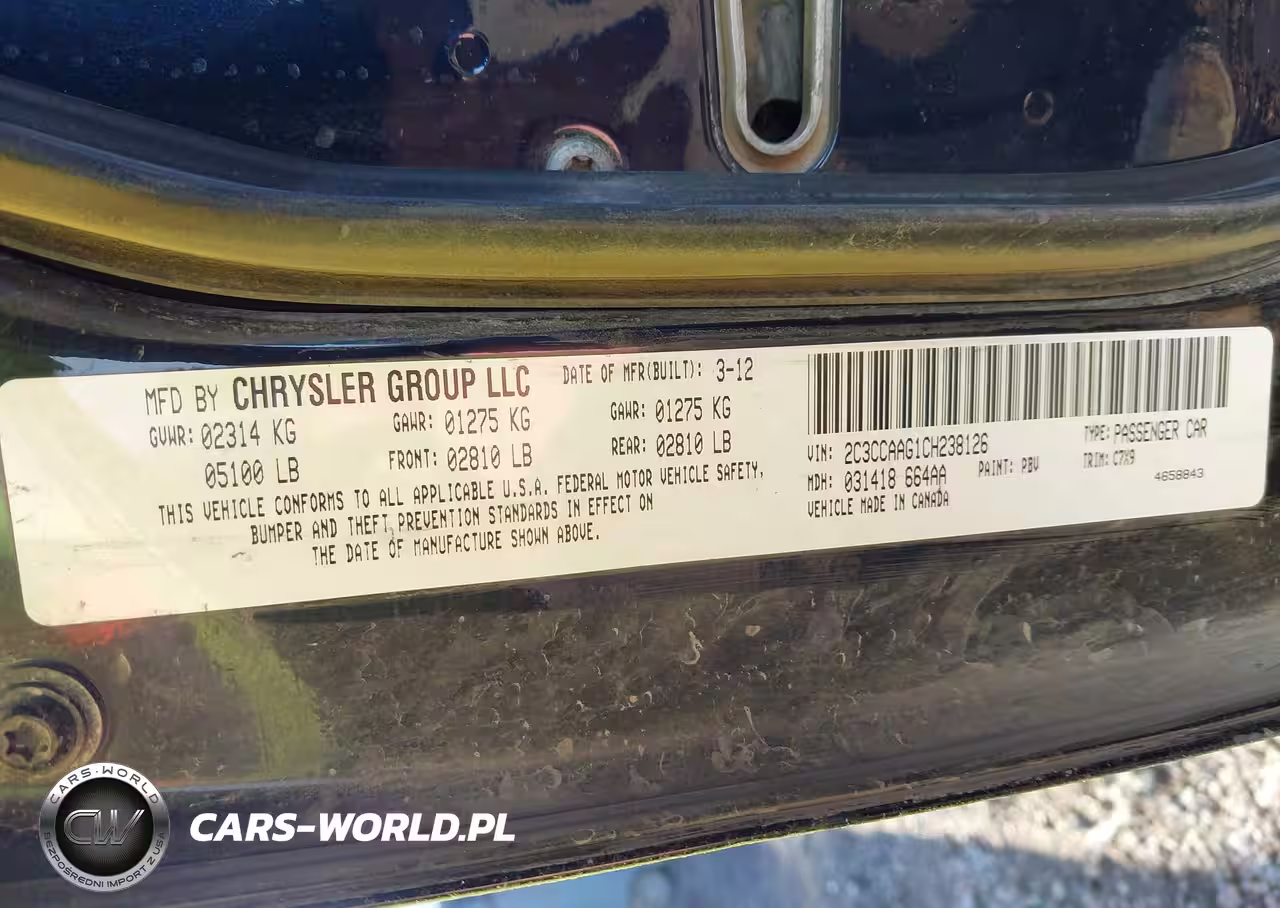 MFD BY CHRYSLER GROUP LLC DATE OF MFR(BUILT): 3-12
GVWR: 02314 KG GAWR: 01275 KG GAWR: 01275 KG
05100 LB FRONT: 02810 LB REAR: 02810 LB
THIS VEHICLE CONFORMS TO ALL APPLICABLE U.S.A. FEDERAL MOTOR VEHICLE SAFETY,
BUMPER AND THEFT PREVENTION STANDARDS IN EFFECT ON
THE DATE OF MANUFACTURE SHOWN ABOVE.
VIN: 2C3CCAAG1CH238126 TYPE: PASSENGER CAR
MDH: 031418 664AA PAINT: PBV TRIM: C7X9
VEHICLE MADE IN CANADA 4658843
CARS-WORLD
CW
BEZPOŚREDNI IMPORT Z USA
CARS-WORLD.PL